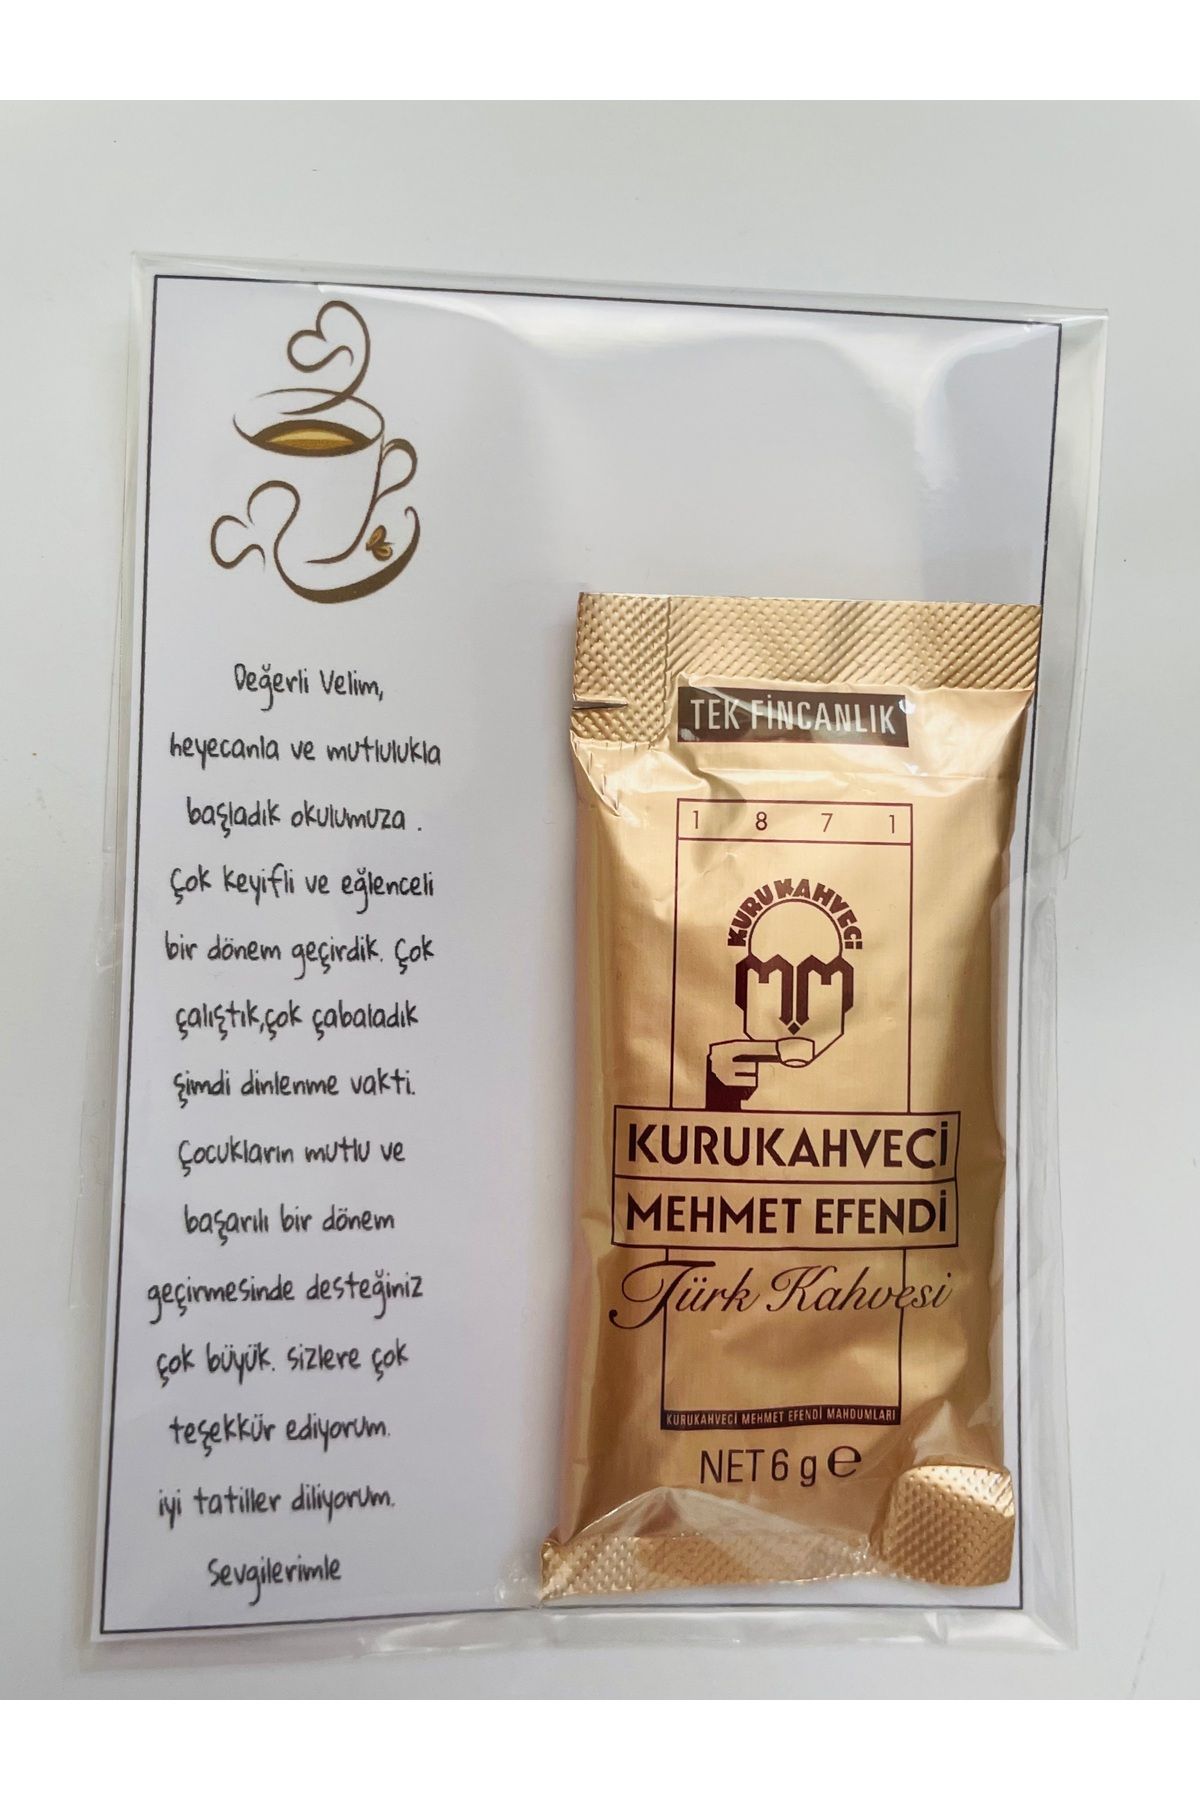 Değerli Velim,
heyecanla ve mutlulukla
başladık okulumuza .
Çok keyifli ve eğlenceli
bir dönem geçirdik. Çok
çalıştık,çok çabaladık
şimdi dinlenme vakti.
Çocukların mutlu ve
başarılı bir dönem
geçirmesinde desteğiniz
çok büyük. sizlere çok
teşekkür ediyorum.
iyi tatiller diliyorum.
Sevgilerimle
TEK FİNCANLIK
1 8 7 1
KURUKAHVECİ
MM
KURUKAHVECİ
MEHMET EFENDİ
Türk Kahvesi
KURUKAHVECİ MEHMET EFENDİ MAHDUMLARI
NET 6 g ℮